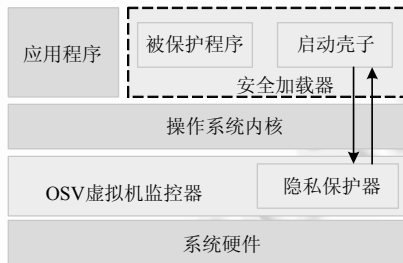 应用程序
被保护程序
启动壳子
安全加载器
操作系统内核
OSV虚拟机监控器
隐私保护器
系统硬件